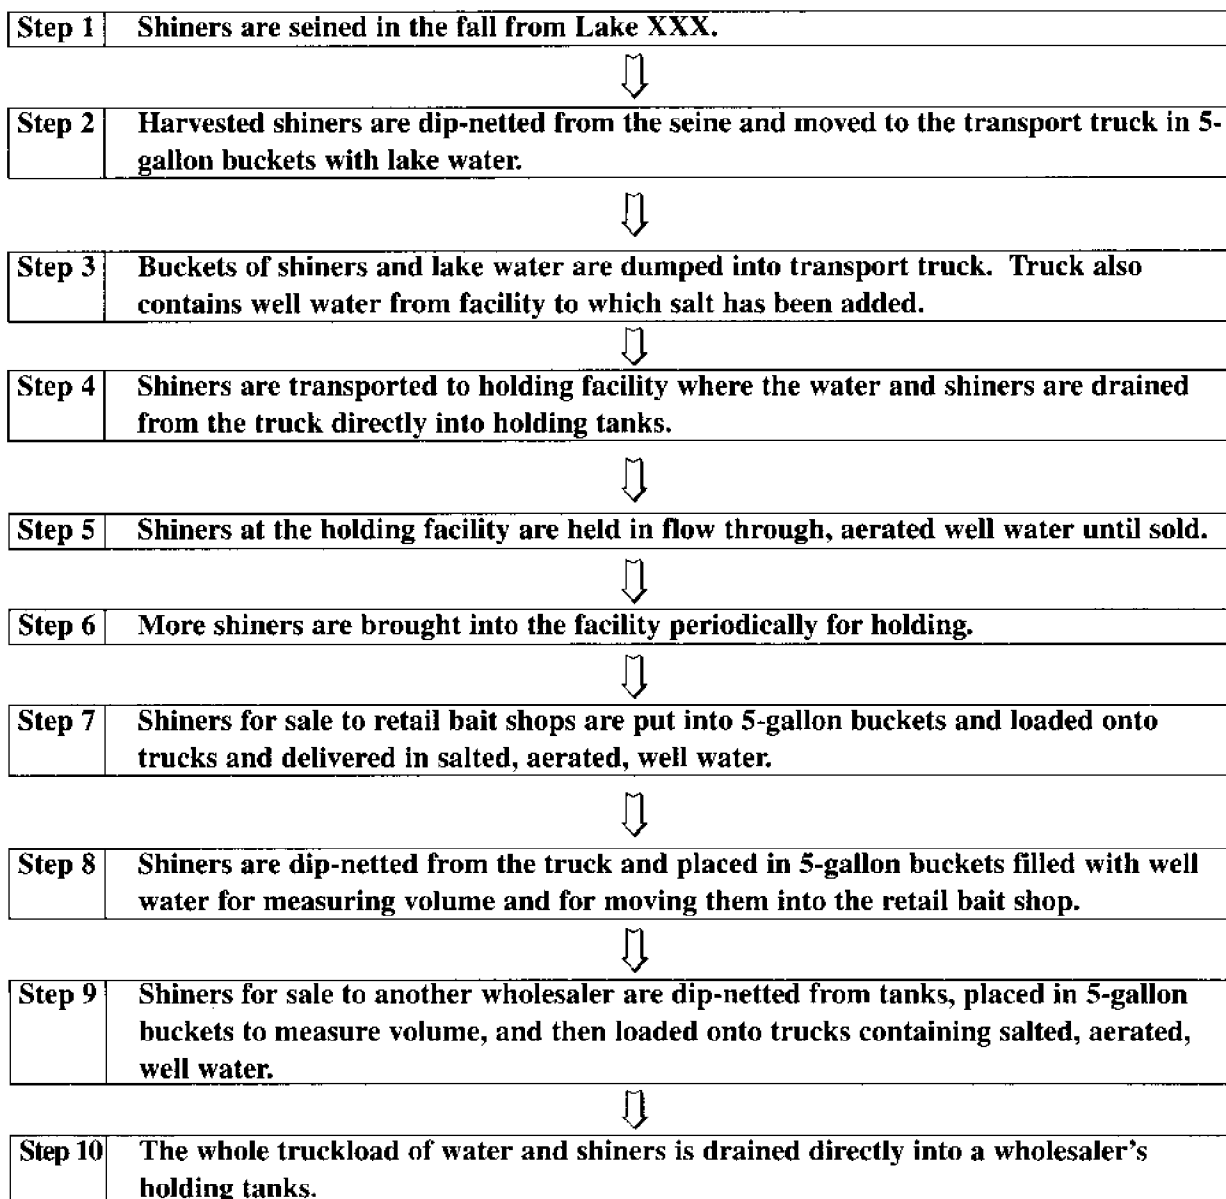 Step 1 Shiners are seined in the fall from Lake XXX.
Step 2 Harvested shiners are dip-netted from the seine and moved to the transport truck in 5-
gallon buckets with lake water.
Step 3 Buckets of shiners and lake water are dumped into transport truck. Truck also
contains well water from facility to which salt has been added.
Step 4 Shiners are transported to holding facility where the water and shiners are drained
from the truck directly into holding tanks.
Step 5 Shiners at the holding facility are held in flow through, aerated well water until sold.
Step 6 More shiners are brought into the facility periodically for holding.
Step 7 Shiners for sale to retail bait shops are put into 5-gallon buckets and loaded onto
trucks and delivered in salted, aerated, well water.
Step 8 Shiners are dip-netted from the truck and placed in 5-gallon buckets filled with well
water for measuring volume and for moving them into the retail bait shop.
Step 9 Shiners for sale to another wholesaler are dip-netted from tanks, placed in 5-gallon
buckets to measure volume, and then loaded onto trucks containing salted, aerated,
well water.
Step 10 The whole truckload of water and shiners is drained directly into a wholesaler's
holding tanks.